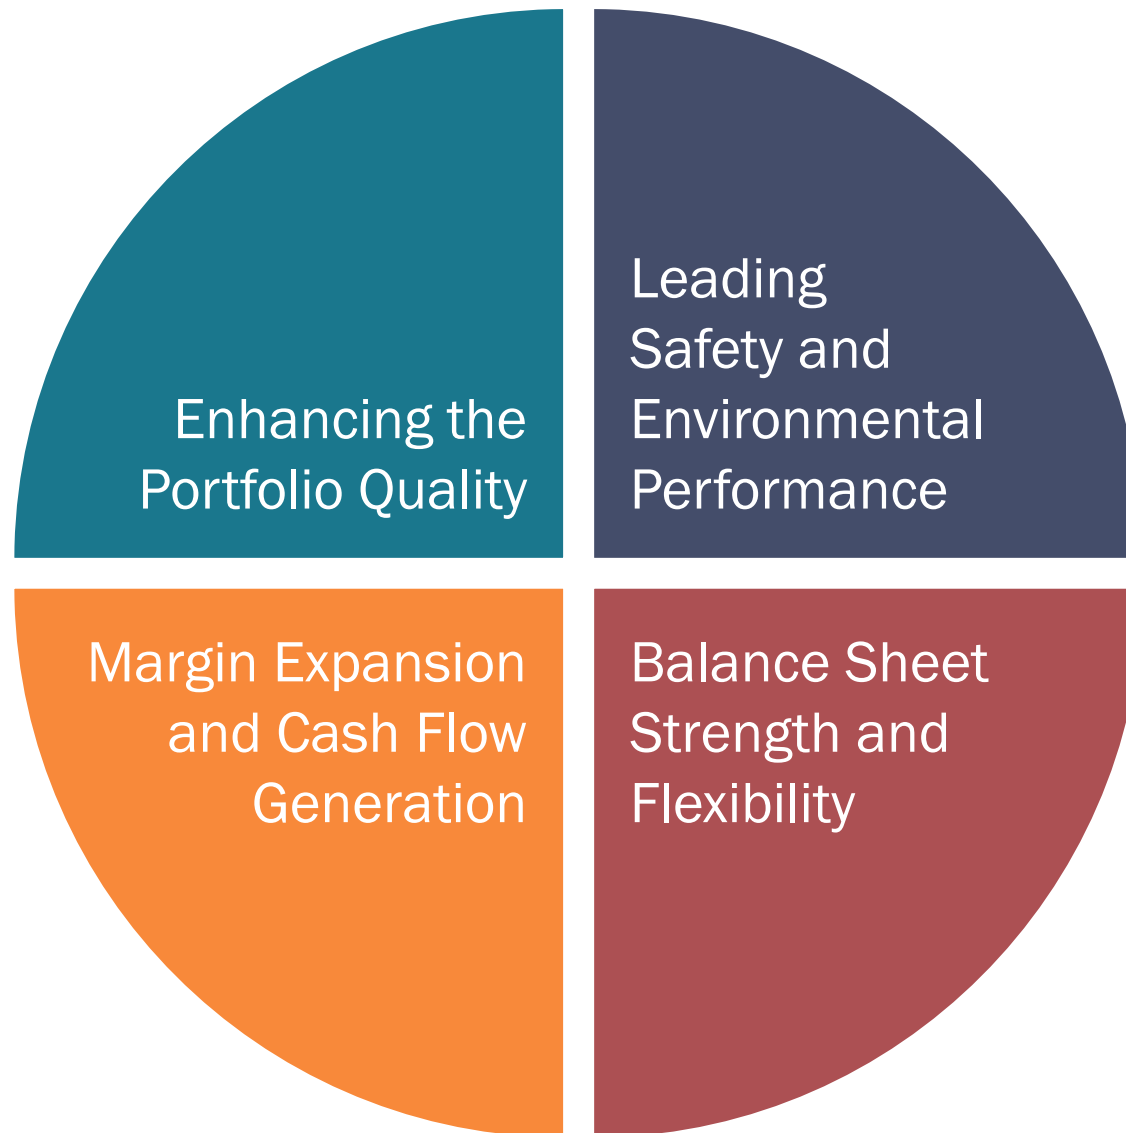 Enhancing the
Portfolio Quality
Leading
Safety and
Environmental
Performance
Margin Expansion
and Cash Flow
Generation
Balance Sheet
Strength and
Flexibility